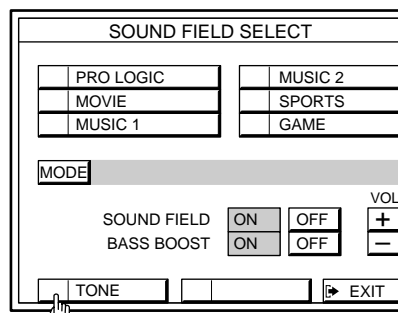 SOUND FIELD SELECT
PRO LOGIC MUSIC 2
MOVIE SPORTS
MUSIC 1 GAME
MODE
VOL
SOUND FIELD ON OFF +
BASS BOOST ON OFF −
TONE EXIT